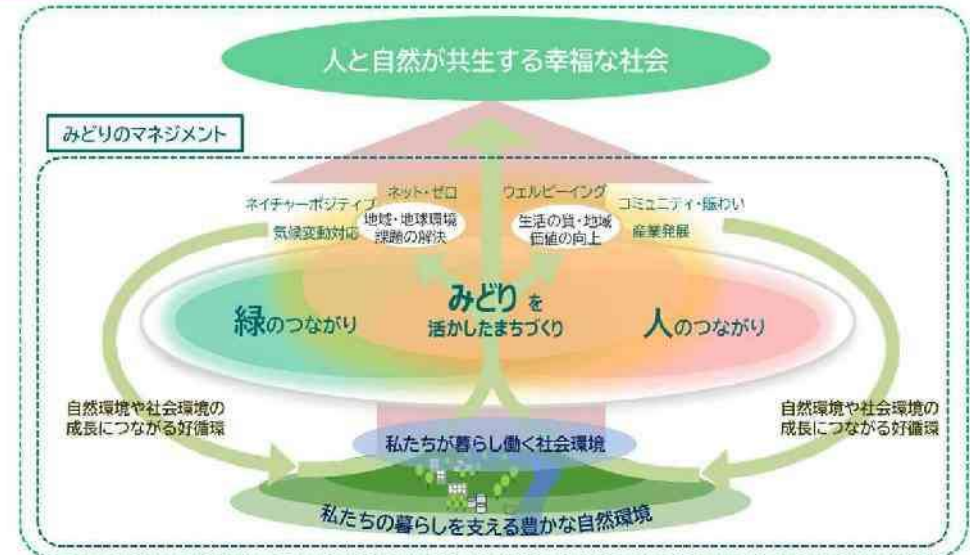 人と自然が共生する幸福な社会
みどりのマネジメント
ネイチャーポジティブ
ネット・ゼロ
ウェルビーイング
コミュニティ・賑わい
気候変動対応
地域・地球環境
課題の解決
生活の質・地域
価値の向上
産業発展
緑のつながり
みどりを
活かしたまちづくり
人のつながり
自然環境や社会環境の
成長につながる好循環
自然環境や社会環境の
成長につながる好循環
私たちが暮らし働く社会環境
私たちの暮らしを支える豊かな自然環境